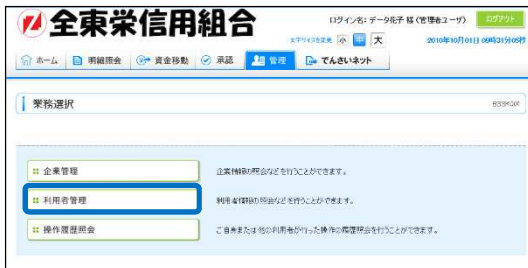 全東栄信用組合
ログイン名：データ花子 様（管理者ユーザ）
ログアウト
文字サイズを変更 小 中 大
2010年10月01日 09時31分05秒
ホーム 明細照会 資金移動 承認 管理 でんさいネット
業務選択
企業管理
企業情報の照会などを行うことができます。
利用者管理
利用者情報の照会などを行うことができます。
操作履歴照会
ご自身または他の利用者が行った操作の履歴照会を行うことができます。